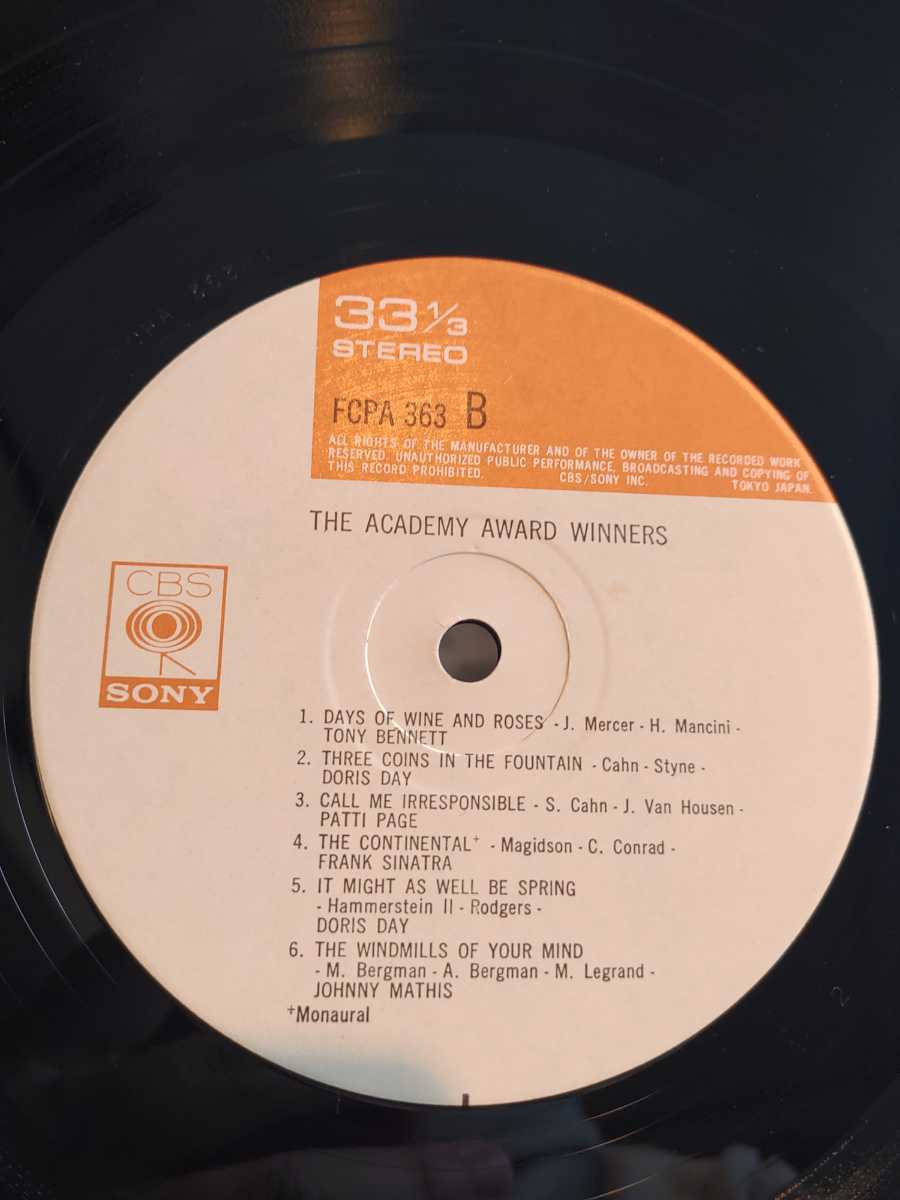 33 1/3
STEREO
FCPA 363 B
ALL RIGHTS OF THE MANUFACTURER AND OF THE OWNER OF THE RECORDED WORK
RESERVED. UNAUTHORIZED PUBLIC PERFORMANCE, BROADCASTING AND COPYING OF
THIS RECORD PROHIBITED. CBS/SONY INC. TOKYO JAPAN.
THE ACADEMY AWARD WINNERS
CBS
SONY
1. DAYS OF WINE AND ROSES - J. Mercer - H. Mancini -
TONY BENNETT
2. THREE COINS IN THE FOUNTAIN - Cahn - Styne -
DORIS DAY
3. CALL ME IRRESPONSIBLE - S. Cahn - J. Van Housen -
PATTI PAGE
4. THE CONTINENTAL+ - Magidson - C. Conrad -
FRANK SINATRA
5. IT MIGHT AS WELL BE SPRING
- Hammerstein II - Rodgers -
DORIS DAY
6. THE WINDMILLS OF YOUR MIND
- M. Bergman - A. Bergman - M. Legrand -
JOHNNY MATHIS
+Monaural
2